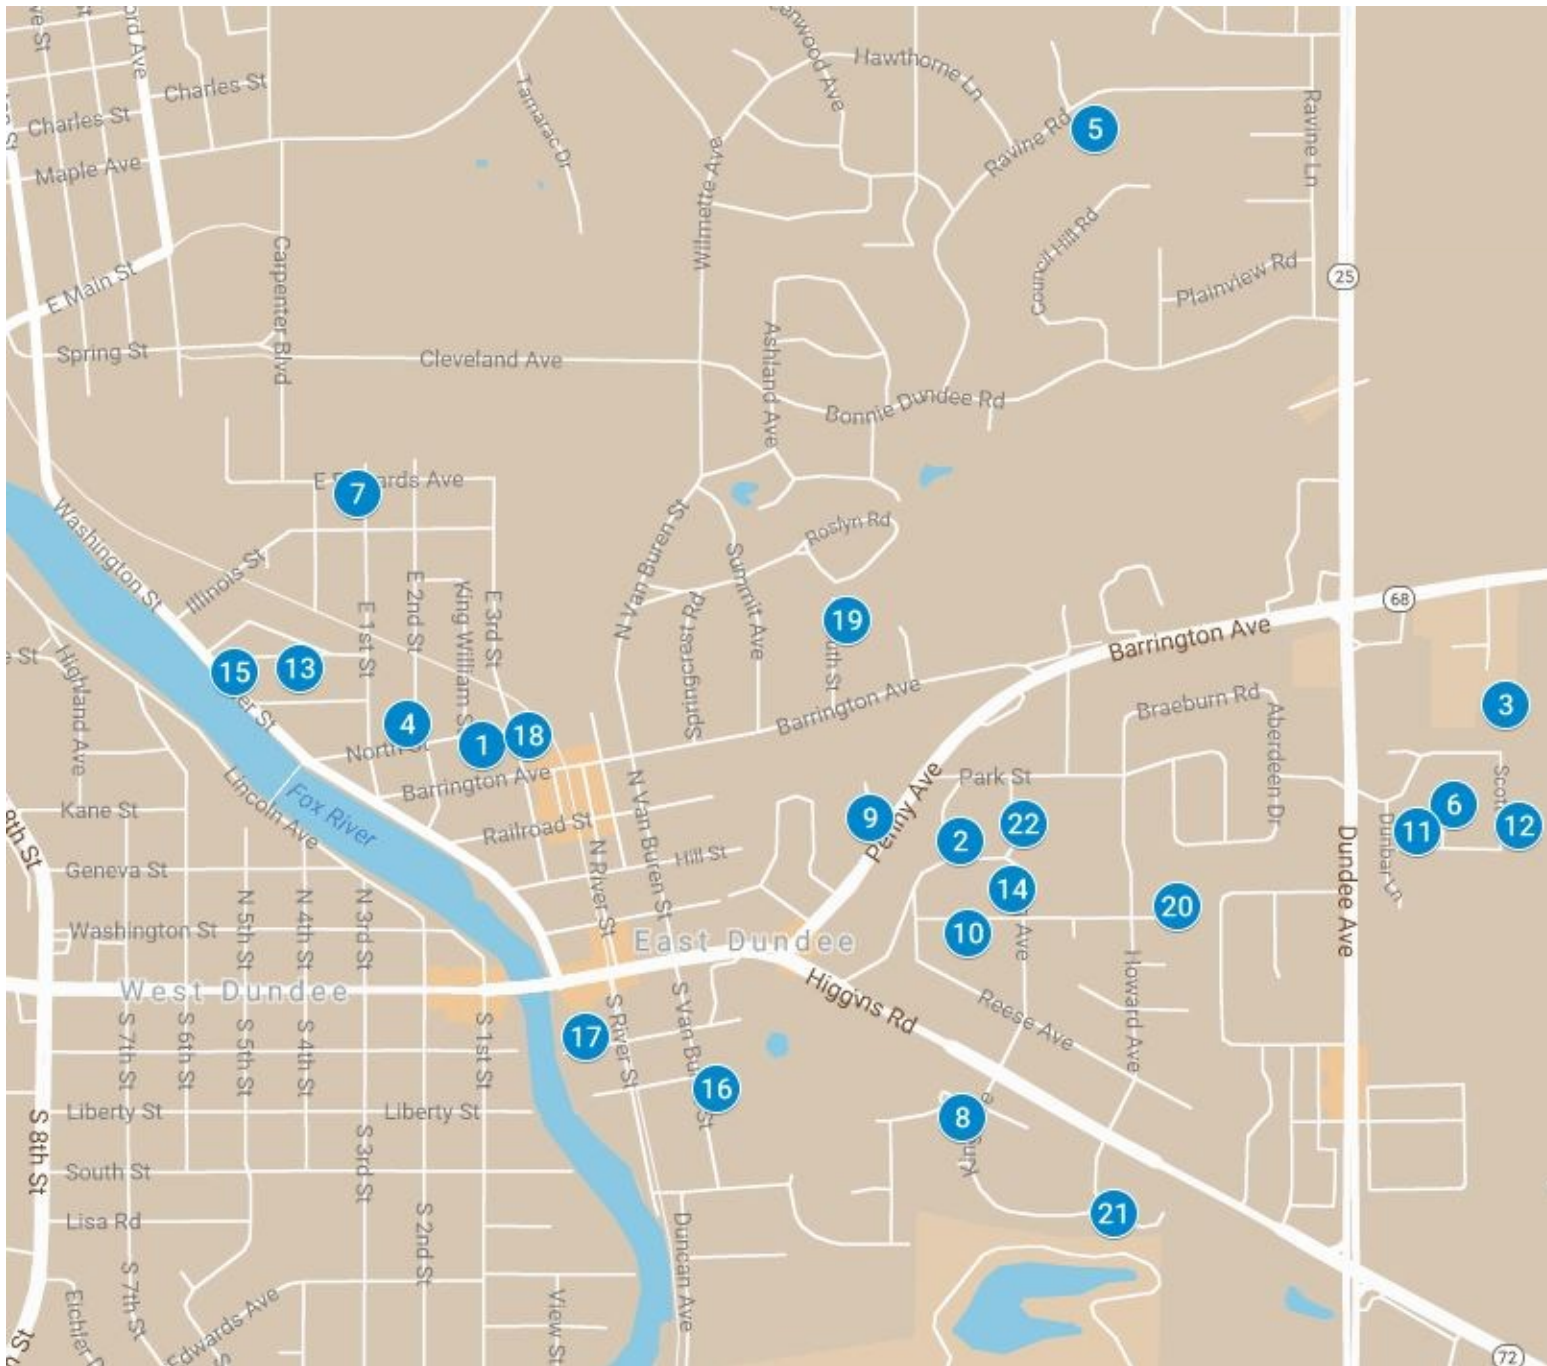 Charles St
Charles St
Maple Ave
Tamarac Dr
Wilmette Ave
Hawthorne Ln
Ravine Rd
5
Ravine Ln
Council Hill Rd
Plainview Rd
25
E Main St
Carpenter Blvd
Spring St
Cleveland Ave
Ashland Ave
Bonnie Dundee Rd
7
Washington St
Illinois St
E 1st St
E 2nd St
King William S
E 3rd St
N Van Buren St
Springcrest Rd
Summit Ave
Roslyn Rd
19
68
Barrington Ave
15
13
4
1
18
Highland Ave
Barrington Ave
Barrington Ave
Braeburn Rd
Aberdeen Dr
3
Kane St
Lincoln Ave
Fox River
Railroad St
N River St
N Van Buren St
Hill St
9
Penny Ave
Park St
2
22
14
10
20
6
11
12
Dunbar Ln
Dundee Ave
8th St
Geneva St
Washington St
N 5th St
N 4th St
N 3rd St
East Dundee
West Dundee
Higgins Rd
Reese Ave
Howard Ave
S 7th St
S 6th St
S 5th St
S 4th St
S 1st St
17
S River St
16
8
21
Liberty St
Liberty St
S 8th St
South St
S 3rd St
Lisa Rd
S 2nd St
Duncan Ave
S 7th St
Edwards Ave
View St
72